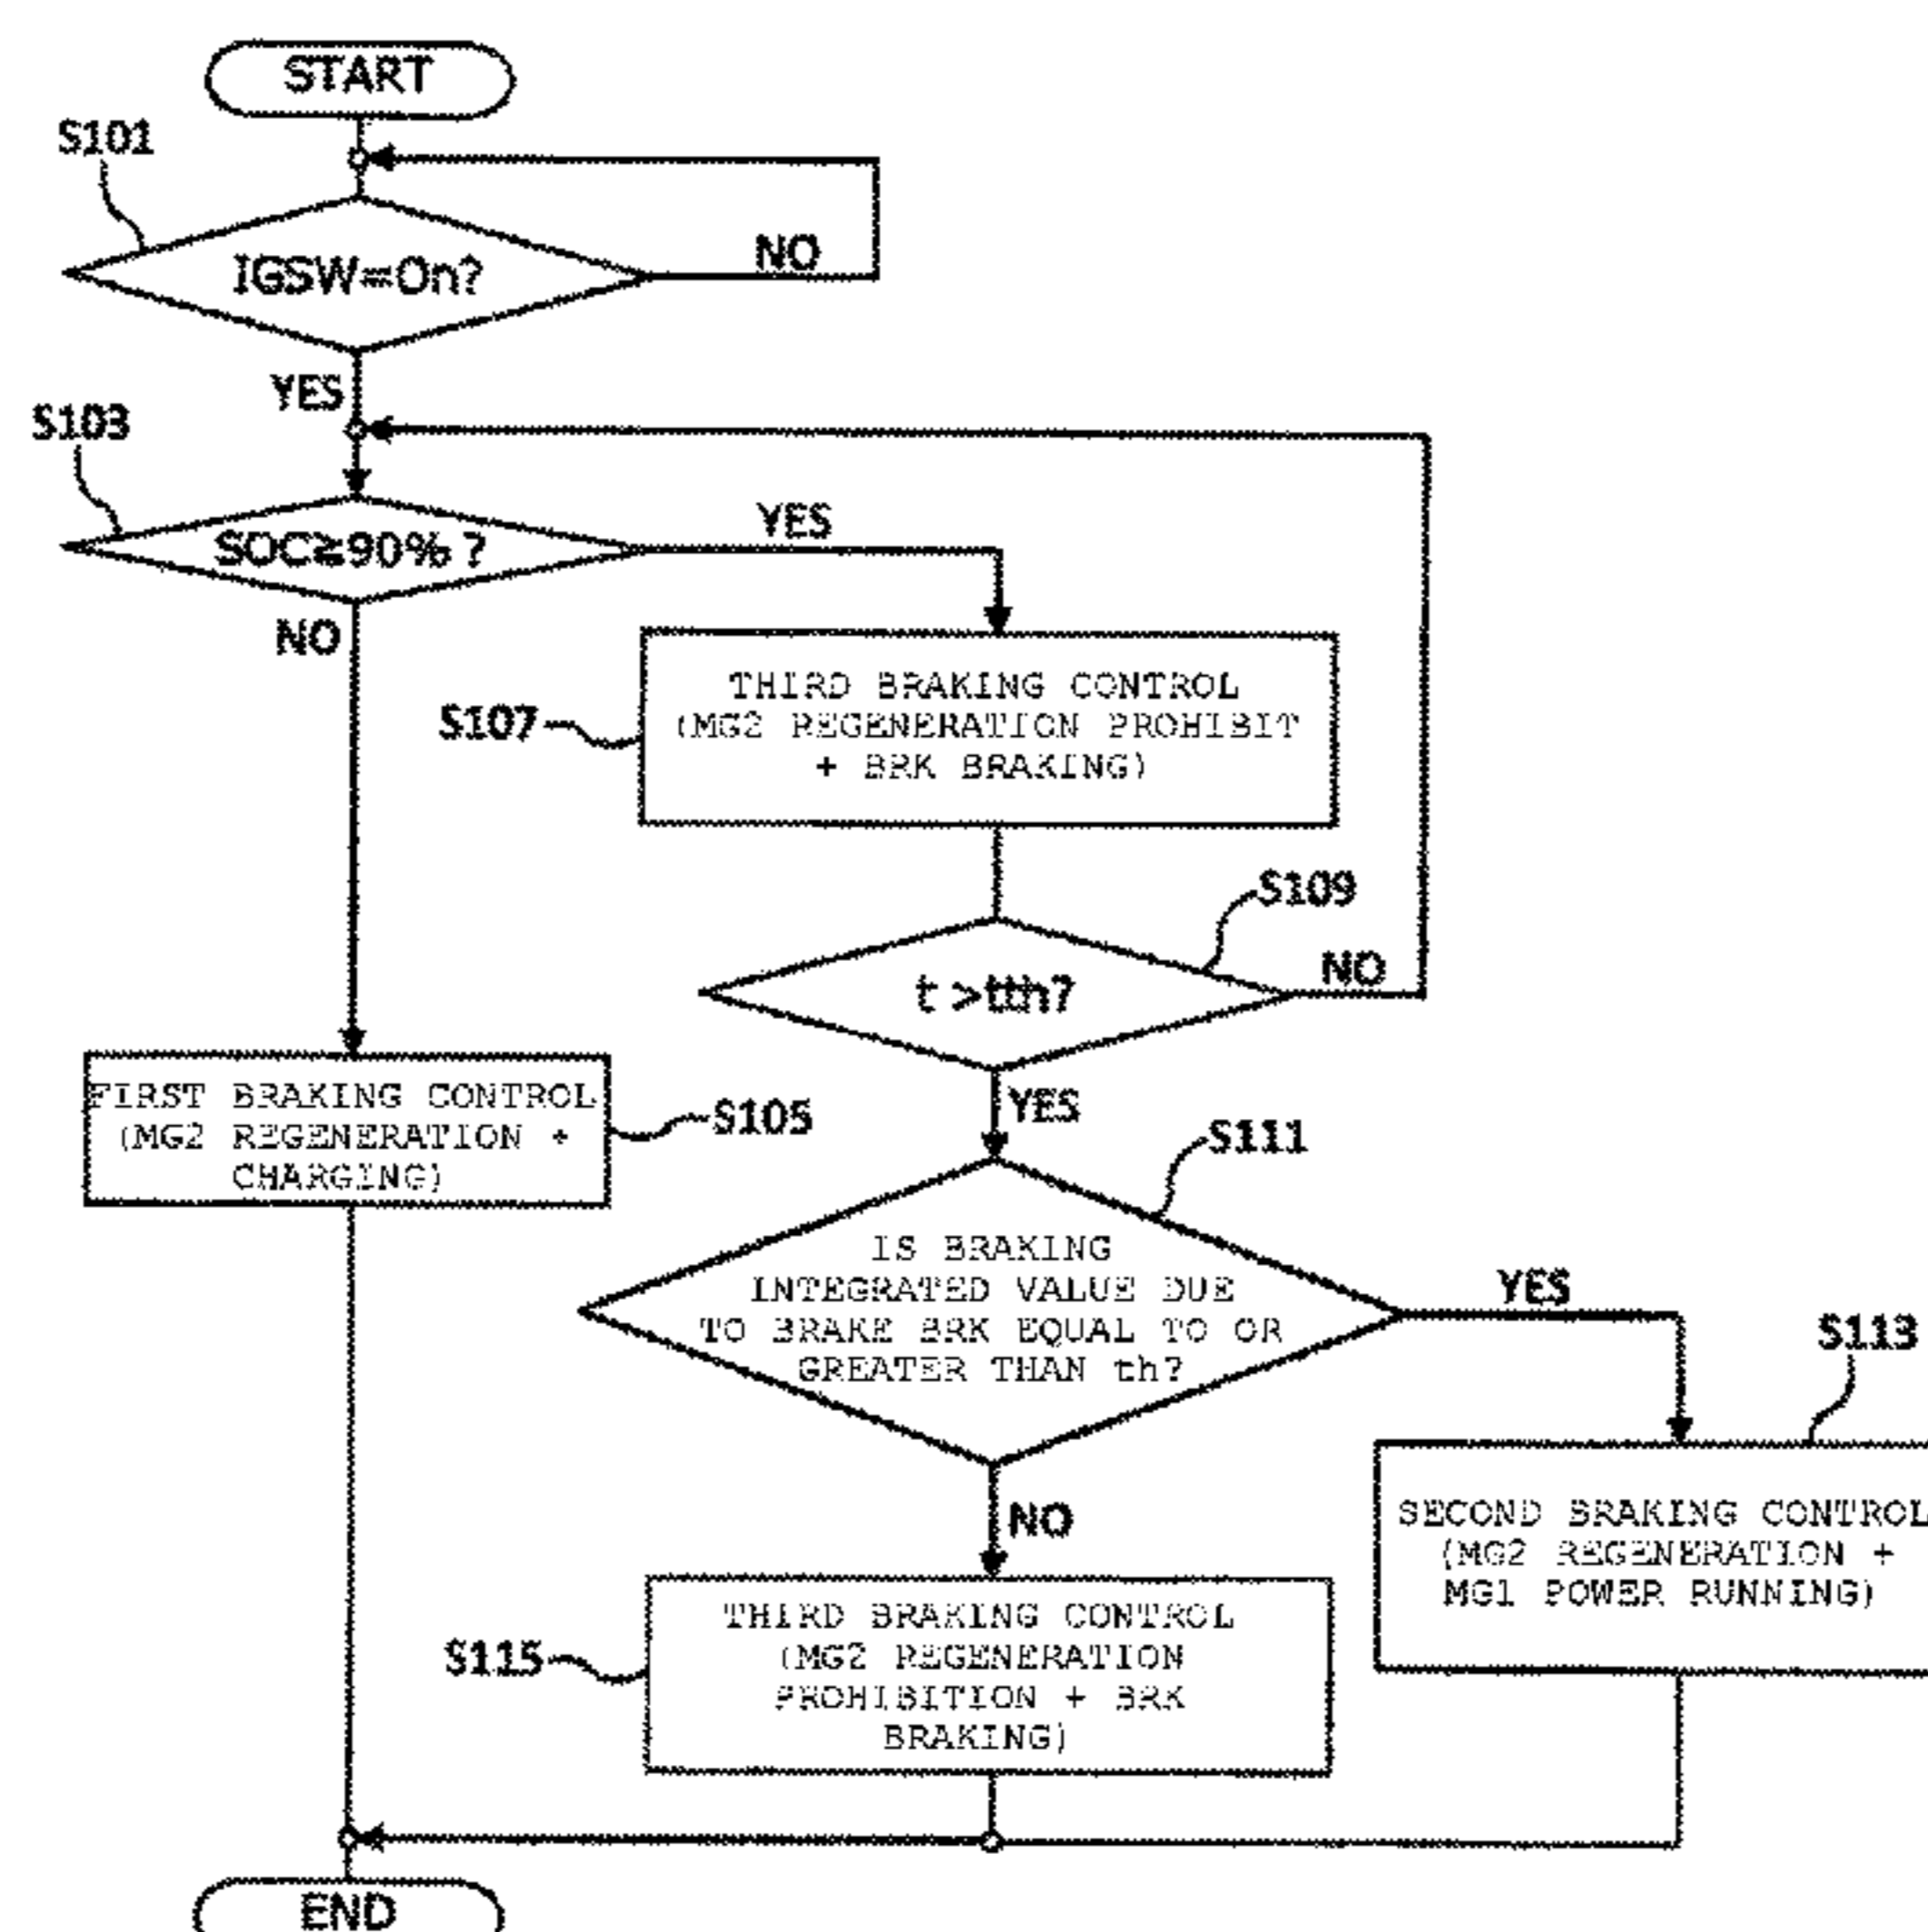 START
S101
IGSW=On?
NO
YES
S103
SOC≧90% ?
YES
NO
THIRD BRAKING CONTROL
(MG2 REGENERATION PROHIBIT
+ BRK BRAKING)
S107
S109
t >tth?
NO
YES
FIRST BRAKING CONTROL
(MG2 REGENERATION +
CHARGING)
S105
S111
IS BRAKING
INTEGRATED VALUE DUE
TO BRAKE BRK EQUAL TO OR
GREATER THAN th?
YES
S113
NO
SECOND BRAKING CONTROL
(MG2 REGENERATION +
MG1 POWER RUNNING)
THIRD BRAKING CONTROL
(MG2 REGENERATION
PROHIBITION + BRK
BRAKING)
S115
END